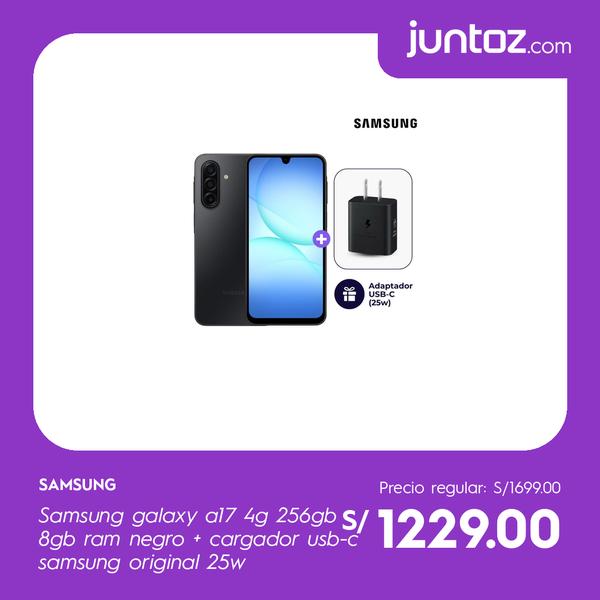 juntoz.com
SAMSUNG
Adaptador
USB-C
(25w)
SAMSUNG
Precio regular: S/1699.00
Samsung galaxy a17 4g 256gb
8gb ram negro + cargador usb-c
samsung original 25w
S/ 1229.00